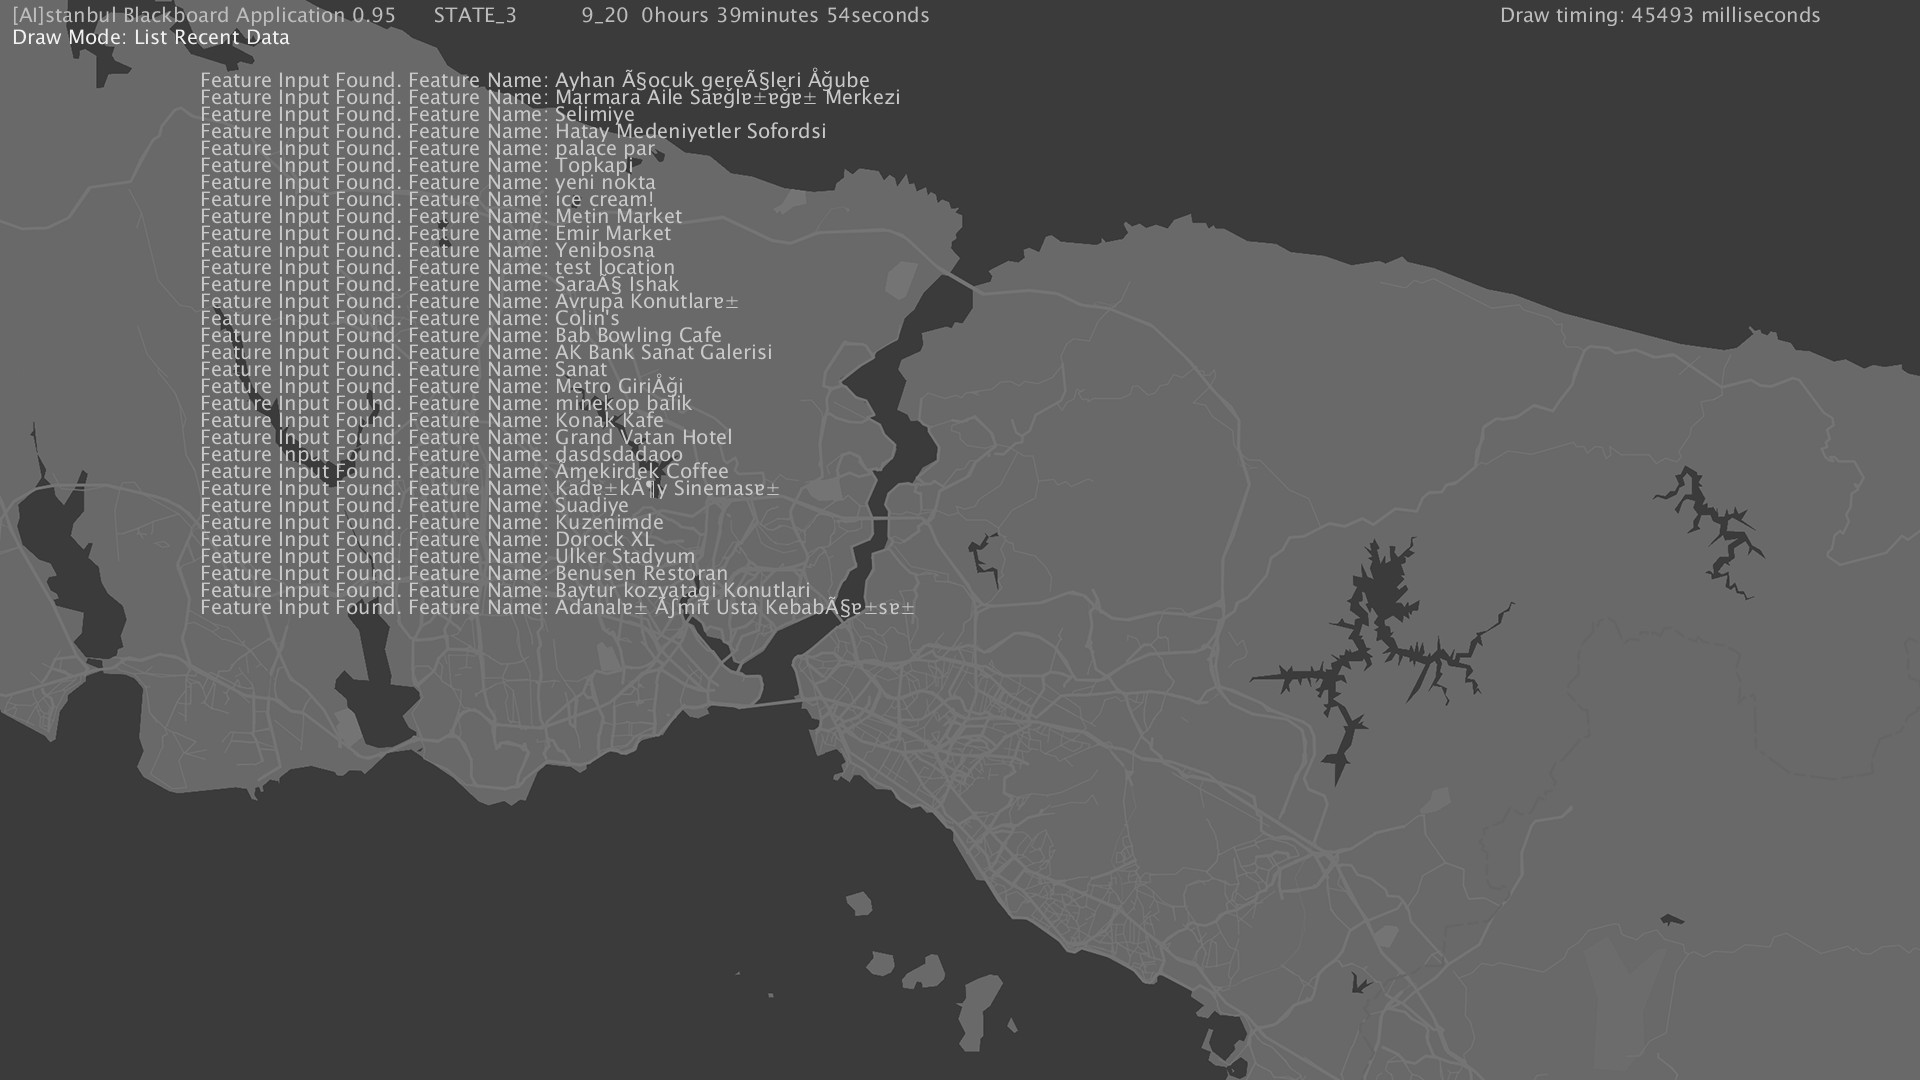 [AI]stanbul Blackboard Application 0.95 STATE_3 9_20 0hours 39minutes 54seconds Draw timing: 45493 milliseconds
Draw Mode: List Recent Data
Feature Input Found. Feature Name: Ayhan Ã§ocuk gereÃ§leri Åğube
Feature Input Found. Feature Name: Marmara Aile Saɐğlɐ±ɐğɐ± Merkezi
Feature Input Found. Feature Name: Selimiye
Feature Input Found. Feature Name: Hatay Medeniyetler Sofordsi
Feature Input Found. Feature Name: palace par
Feature Input Found. Feature Name: Topkapi
Feature Input Found. Feature Name: yeni nokta
Feature Input Found. Feature Name: ice cream!
Feature Input Found. Feature Name: Metin Market
Feature Input Found. Feature Name: Emir Market
Feature Input Found. Feature Name: Yenibosna
Feature Input Found. Feature Name: test location
Feature Input Found. Feature Name: SaraÃ§ Ishak
Feature Input Found. Feature Name: Avrupa Konutlarɐ±
Feature Input Found. Feature Name: Colin's
Feature Input Found. Feature Name: Bab Bowling Cafe
Feature Input Found. Feature Name: AK Bank Sanat Galerisi
Feature Input Found. Feature Name: Sanat
Feature Input Found. Feature Name: Metro GiriÅği
Feature Input Found. Feature Name: minekop balik
Feature Input Found. Feature Name: Konak Kafe
Feature Input Found. Feature Name: Grand Vatan Hotel
Feature Input Found. Feature Name: dasdsdadaoo
Feature Input Found. Feature Name: Ãɱekirdek Coffee
Feature Input Found. Feature Name: Kadɐ±kÃ¶y Sinemasɐ±
Feature Input Found. Feature Name: Suadiye
Feature Input Found. Feature Name: Kuzenimde
Feature Input Found. Feature Name: Dorock XL
Feature Input Found. Feature Name: Ulker Stadyum
Feature Input Found. Feature Name: Benusen Restoran
Feature Input Found. Feature Name: Baytur kozyatagi Konutlari
Feature Input Found. Feature Name: Adanalɐ± Ãʃmit Usta KebabÃ§ɐ±sɐ±